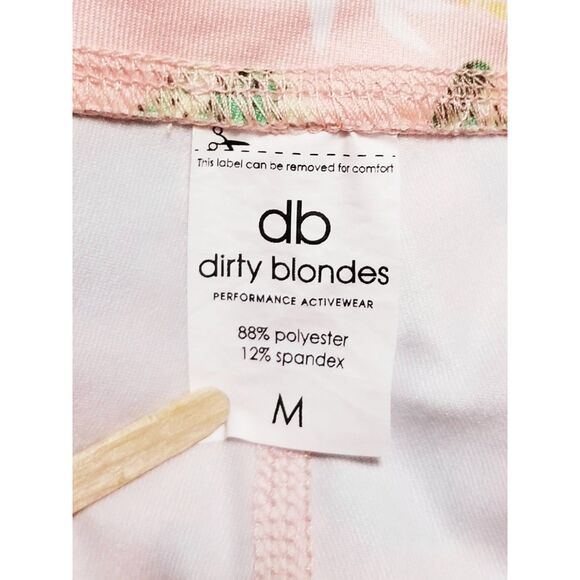 This label can be removed for comfort
db
dirty blondes
PERFORMANCE ACTIVEWEAR
88% polyester
12% spandex
M